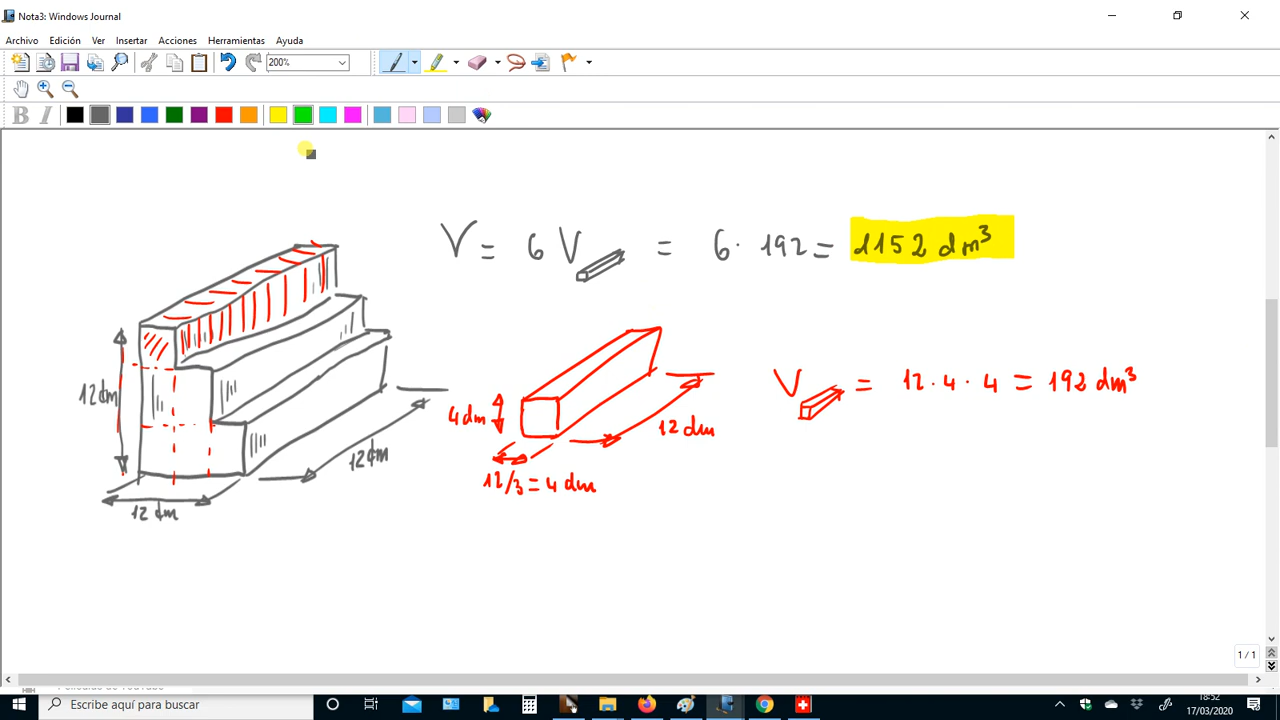 Nota3: Windows Journal
Archivo Edición Ver Insertar Acciones Herramientas Ayuda
200%
B I
V = 6 V = 6 · 192 = 1152 dm³
12 dm
12 dm
12 dm
4 dm
12 dm
12/3 = 4 dm
V = 12 · 4 · 4 = 192 dm³
1 / 1
Escribe aquí para buscar
18:52
17/03/2020